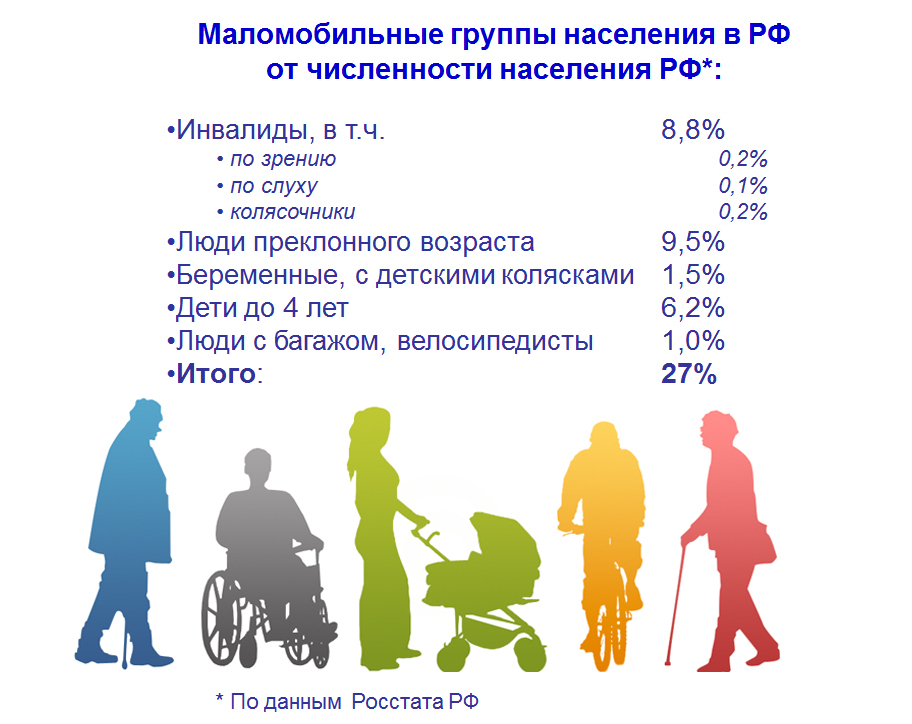 Маломобильные группы населения в РФ
от численности населения РФ*:
•Инвалиды, в т.ч. 8,8%
• по зрению 0,2%
• по слуху 0,1%
• колясочники 0,2%
•Люди преклонного возраста 9,5%
•Беременные, с детскими колясками 1,5%
•Дети до 4 лет 6,2%
•Люди с багажом, велосипедисты 1,0%
•Итого: 27%
* По данным Росстата РФ